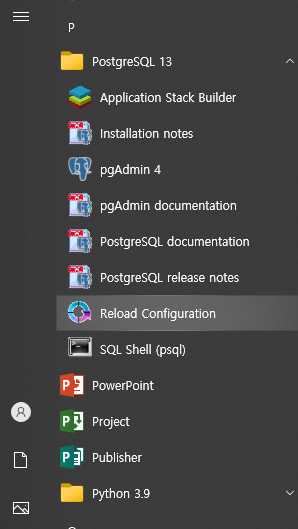 P
PostgreSQL 13
Application Stack Builder
Installation notes
pgAdmin 4
pgAdmin documentation
PostgreSQL documentation
PostgreSQL release notes
Reload Configuration
SQL Shell (psql)
PowerPoint
Project
Publisher
Python 3.9